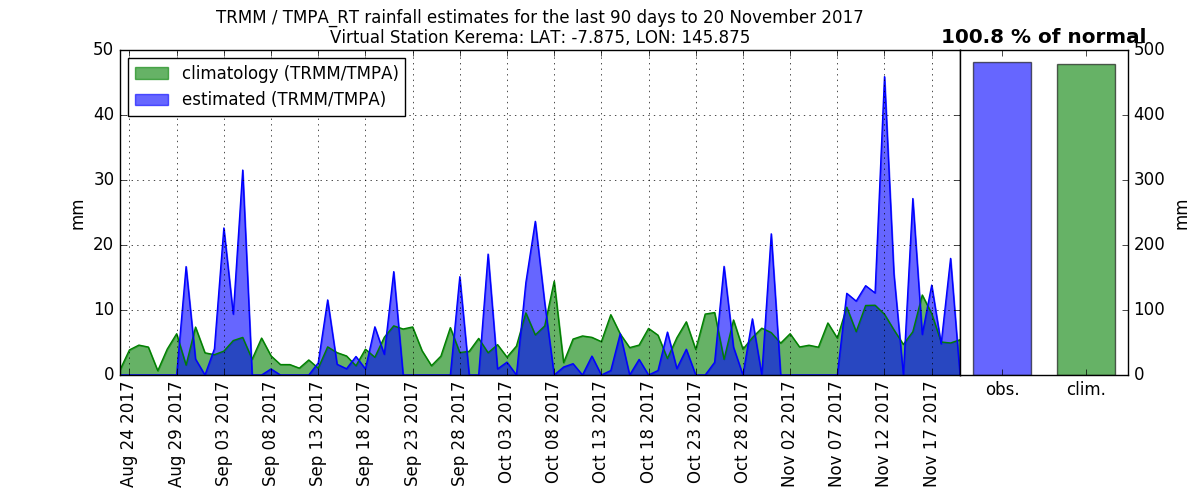 TRMM / TMPA_RT rainfall estimates for the last 90 days to 20 November 2017
Virtual Station Kerema: LAT: -7.875, LON: 145.875
100.8 % of normal
climatology (TRMM/TMPA)
estimated (TRMM/TMPA)
50
40
30
20
10
0
mm
500
400
300
200
100
0
mm
Aug 24 2017
Aug 29 2017
Sep 03 2017
Sep 08 2017
Sep 13 2017
Sep 18 2017
Sep 23 2017
Sep 28 2017
Oct 03 2017
Oct 08 2017
Oct 13 2017
Oct 18 2017
Oct 23 2017
Oct 28 2017
Nov 02 2017
Nov 07 2017
Nov 12 2017
Nov 17 2017
obs.
clim.